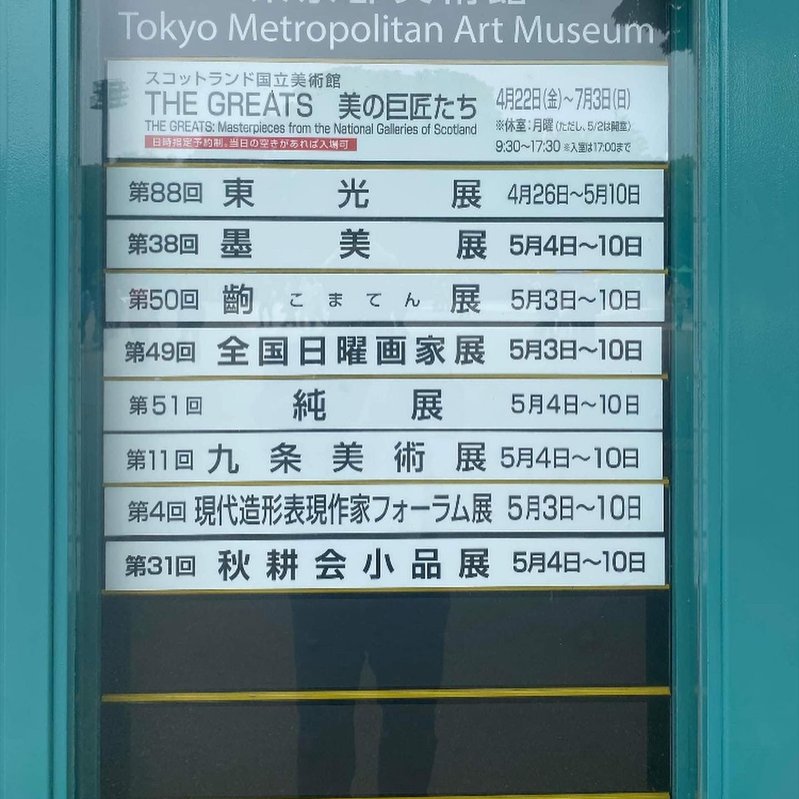 Tokyo Metropolitan Art Museum
スコットランド国立美術館
THE GREATS 美の巨匠たち
THE GREATS: Masterpieces from the National Galleries of Scotland
日時指定予約制。当日の空きがあれば入場可
4月22日(金)～7月3日(日)
※休室：月曜(ただし、5/2は開室)
9:30～17:30 ※入室は17:00まで
第88回 東光展 4月26日～5月10日
第38回 墨美展 5月4日～10日
第50回 齣こまてん展 5月3日～10日
第49回 全国日曜画家展 5月3日～10日
第51回 純展 5月4日～10日
第11回 九条美術展 5月4日～10日
第4回 現代造形表現作家フォーラム展 5月3日～10日
第31回 秋耕会小品展 5月4日～10日